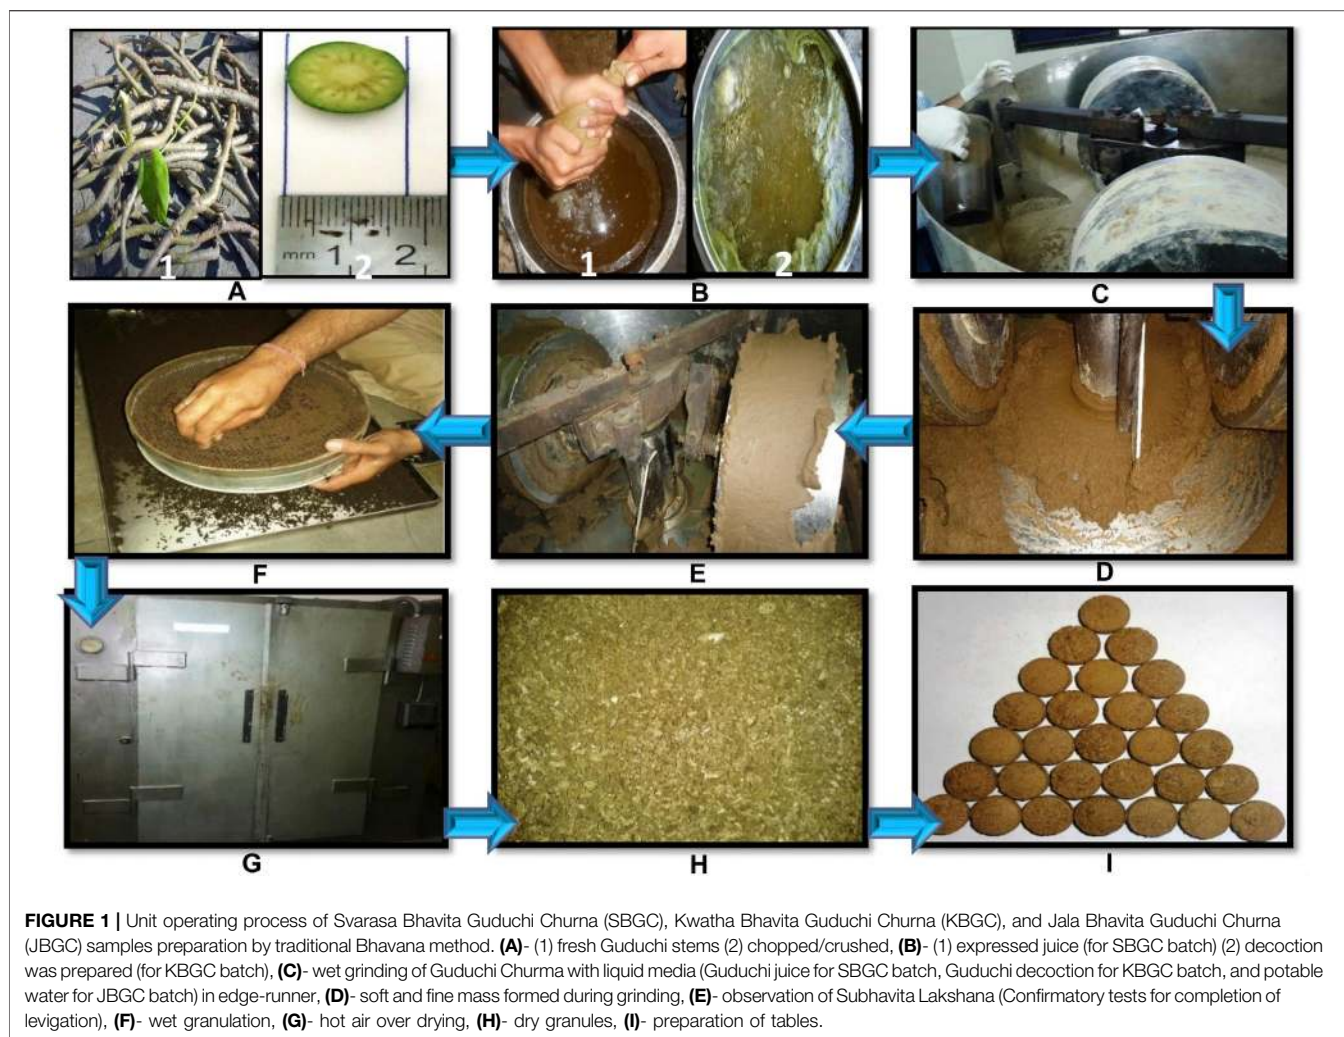 1
2
mm 1 2
A
1
2
B
C
F
E
D
G
H
I
FIGURE 1 | Unit operating process of Svarasa Bhavita Guduchi Churna (SBGC), Kwatha Bhavita Guduchi Churna (KBGC), and Jala Bhavita Guduchi Churna
(JBGC) samples preparation by traditional Bhavana method. (A)- (1) fresh Guduchi stems (2) chopped/crushed, (B)- (1) expressed juice (for SBGC batch) (2) decoction
was prepared (for KBGC batch), (C)- wet grinding of Guduchi Churma with liquid media (Guduchi juice for SBGC batch, Guduchi decoction for KBGC batch, and potable
water for JBGC batch) in edge-runner, (D)- soft and fine mass formed during grinding, (E)- observation of Subhavita Lakshana (Confirmatory tests for completion of
levigation), (F)- wet granulation, (G)- hot air over drying, (H)- dry granules, (I)- preparation of tables.